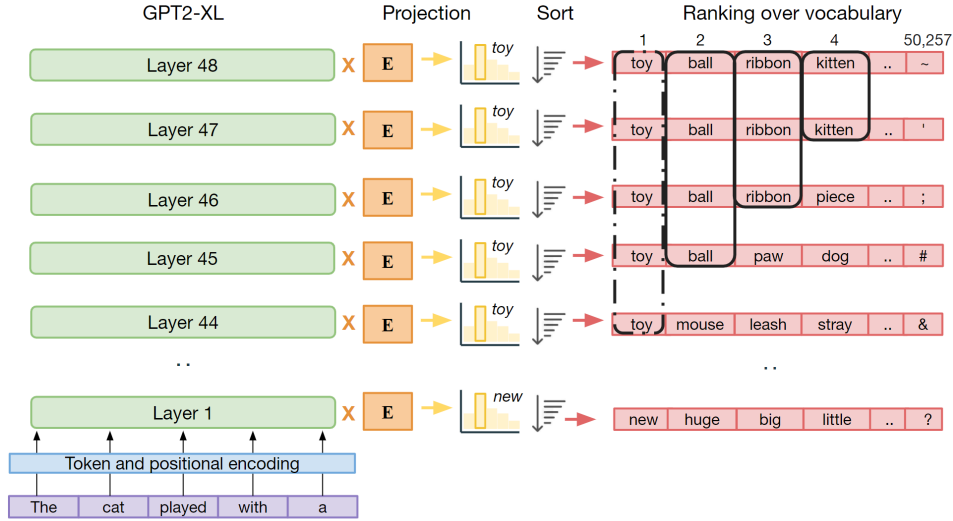 GPT2-XL Projection Sort Ranking over vocabulary
1 2 3 4 50,257
Layer 48 X E toy toy ball ribbon kitten .. ~
Layer 47 X E toy toy ball ribbon kitten .. '
Layer 46 X E toy toy ball ribbon piece .. ;
Layer 45 X E toy toy ball paw dog .. #
Layer 44 X E toy toy mouse leash stray .. &
.. ..
Layer 1 X E new new huge big little .. ?
Token and positional encoding
The cat played with a